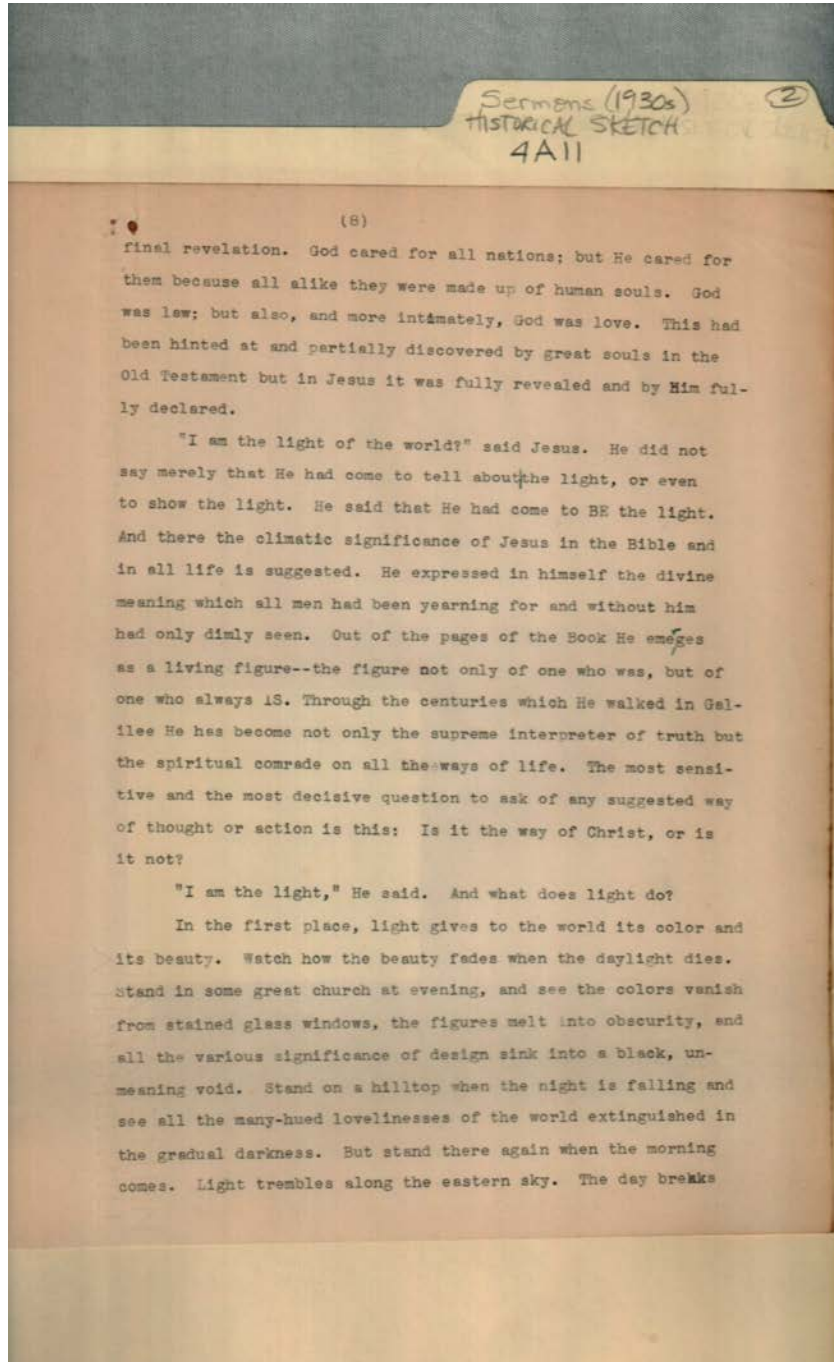 Sermons (1930s)
②
HISTORICAL SKETCH
4A11
(8)
final revelation. God cared for all nations; but He cared for
them because all alike they were made up of human souls. God
was law; but also, and more intimately, God was love. This had
been hinted at and partially discovered by great souls in the
Old Testament but in Jesus it was fully revealed and by Him ful-
ly declared.
"I am the light of the world?" said Jesus. He did not
say merely that He had come to tell about the light, or even
to show the light. He said that He had come to BE the light.
And there the climatic significance of Jesus in the Bible and
in all life is suggested. He expressed in himself the divine
meaning which all men had been yearning for and without him
had only dimly seen. Out of the pages of the Book He emerges
as a living figure--the figure not only of one who was, but of
one who always iS. Through the centuries which He walked in Gal-
ilee He has become not only the supreme interpreter of truth but
the spiritual comrade on all the ways of life. The most sensi-
tive and the most decisive question to ask of any suggested way
of thought or action is this: Is it the way of Christ, or is
it not?
"I am the light," He said. And what does light do?
In the first place, light gives to the world its color and
its beauty. Watch how the beauty fades when the daylight dies.
Stand in some great church at evening, and see the colors vanish
from stained glass windows, the figures melt into obscurity, and
all the various significance of design sink into a black, un-
meaning void. Stand on a hilltop when the night is falling and
see all the many-hued lovelinesses of the world extinguished in
the gradual darkness. But stand there again when the morning
comes. Light trembles along the eastern sky. The day breaks